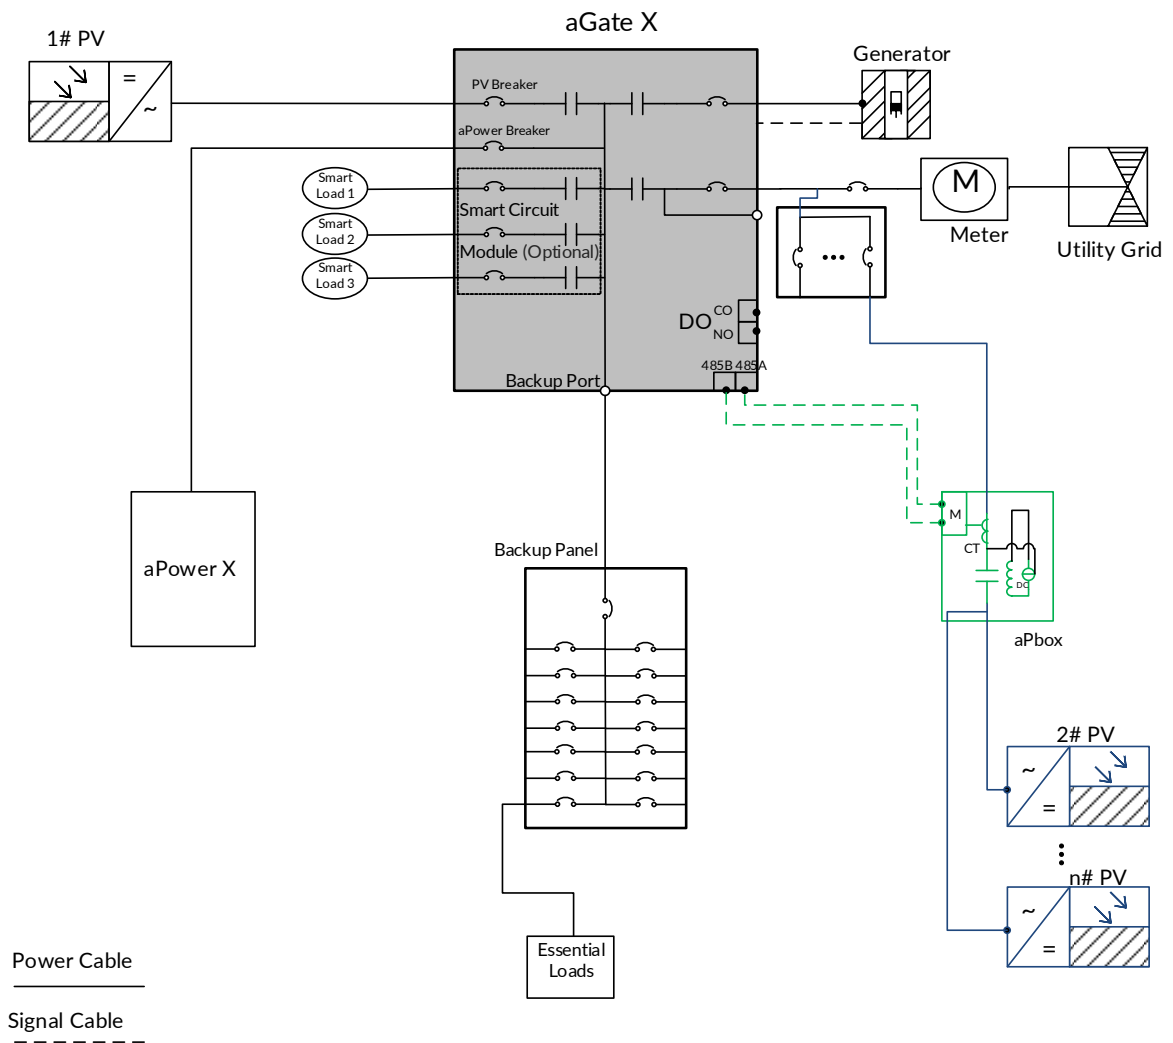 aGate X
1# PV
=
~
Generator
PV Breaker
aPower Breaker
Smart
Load 1
Smart
Load 2
Smart
Load 3
Smart Circuit
Module (Optional)
M
Meter
Utility Grid
DO
CO
NO
485B 485A
Backup Port
aPower X
Backup Panel
M
CT
DC
aPbox
2# PV
~
=
n# PV
~
=
Essential
Loads
Power Cable
Signal Cable